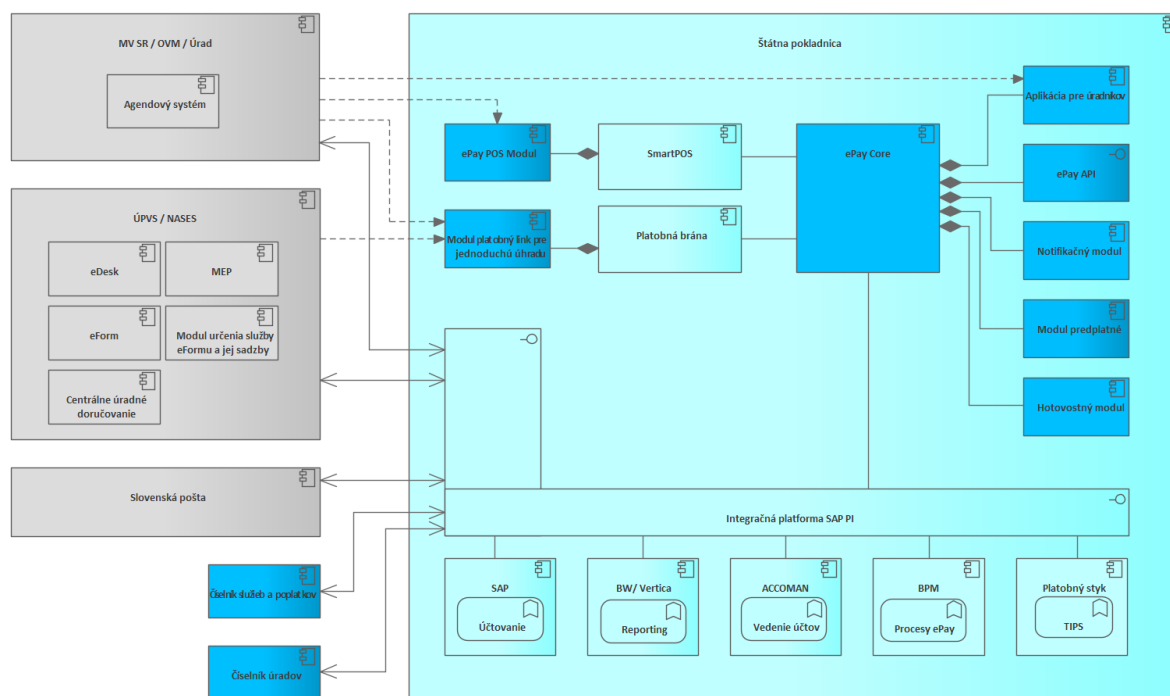 MV SR / OVM / Úrad
Agendový systém
ÚPVS / NASES
eDesk
MEP
eForm
Modul určenia služby
eFormu a jej sadzby
Centrálne úradné
doručovanie
Slovenská pošta
Číselník služieb a poplatkov
Číselník úradov
Štátna pokladnica
ePay POS Modul
SmartPOS
ePay Core
Aplikácia pre úradníkov
ePay API
Modul platobný link pre
jednoduchú úhradu
Platobná brána
Notifikačný modul
Modul predplatné
Hotovostný modul
Integračná platforma SAP PI
SAP
Účtovanie
BW/ Vertica
Reporting
ACCOMAN
Vedenie účtov
BPM
Procesy ePay
Platobný styk
TIPS